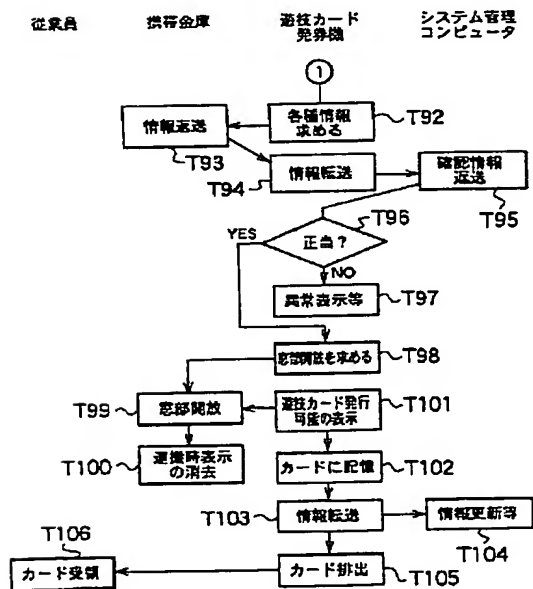 従業員
携帯金庫
遊技カード
発券機
システム管理
コンピュータ
1
各種情報
求める
T92
情報返送
T93
情報転送
T94
確認情報
返送
T95
正当?
T96
YES
NO
異常表示等
T97
窓部開放を求める
T98
窓部開放
T99
遊技カード発行
可能の表示
T101
運搬時表示
の消去
T100
カードに記憶
T102
情報転送
T103
情報更新等
T104
カード排出
T105
カード受領
T106